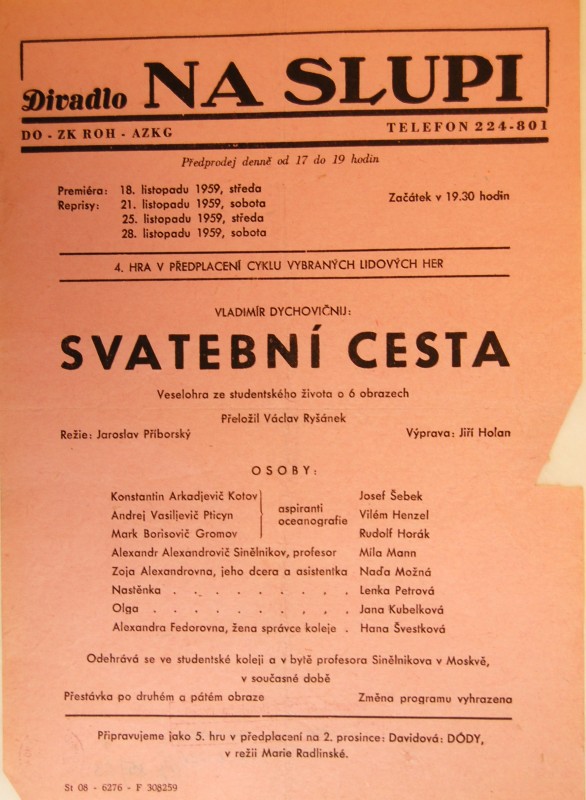 Divadlo NA SLUPI
DO - ZK ROH - AZKG TELEFON 224-801
Předprodej denně od 17 do 19 hodin
Premiéra: 18. listopadu 1959, středa
Reprisy: 21. listopadu 1959, sobota
Začátek v 19.30 hodin
25. listopadu 1959, středa
28. listopadu 1959, sobota
4. HRA V PŘEDPLACENÍ CYKLU VYBRANÝCH LIDOVÝCH HER
VLADIMÍR DYCHOVIČNIJ:
SVATEBNÍ CESTA
Veselohra ze studentského života o 6 obrazech
Přeložil Václav Ryšánek
Režie: Jaroslav Příborský Výprava: Jiří Holan
OSOBY:
Konstantin Arkadjevič Kotov Josef Šebek
Andrej Vasiljevič Pticyn aspiranti oceanografie Vilém Henzel
Mark Borisovič Gromov Rudolf Horák
Alexandr Alexandrovič Sinělnikov, profesor Míla Mann
Zoja Alexandrovna, jeho dcera a asistentka Naďa Možná
Nastěnka . . . . . . . . . Lenka Petrová
Olga . . . . . . . . . . Jana Kubelková
Alexandra Fedorovna, žena správce koleje . Hana Švestková
Odehrává se ve studentské koleji a v bytě profesora Sinělnikova v Moskvě,
v současné době
Přestávka po druhém a pátém obraze Změna programu vyhrazena
Připravujeme jako 5. hru v předplacení na 2. prosince: Davidová: DÓDY,
v režii Marie Radlinské.
St 08 - 6276 - F 308259